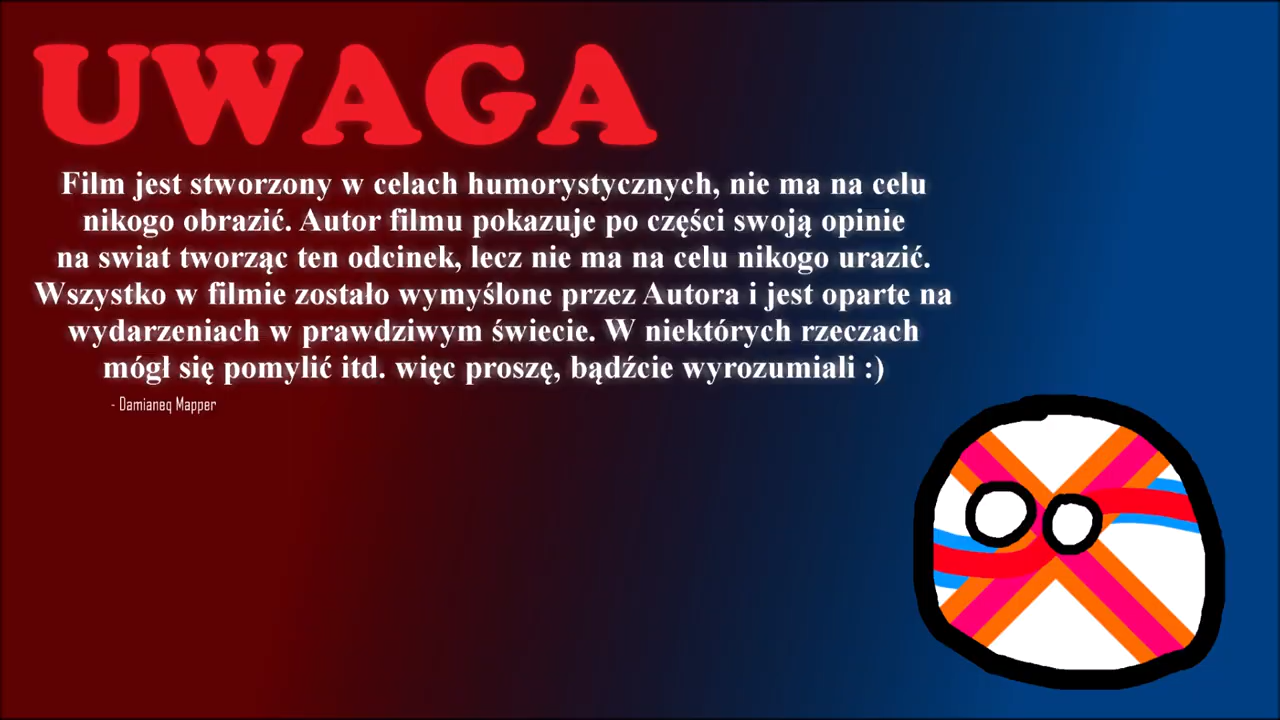 UWAGA
Film jest stworzony w celach humorystycznych, nie ma na celu
nikogo obrazić. Autor filmu pokazuje po części swoją opinie
na swiat tworząc ten odcinek, lecz nie ma na celu nikogo urazić.
Wszystko w filmie zostało wymyślone przez Autora i jest oparte na
wydarzeniach w prawdziwym świecie. W niektórych rzeczach
mógł się pomylić itd. więc proszę, bądźcie wyrozumiali :)
- Damianeq Mapper